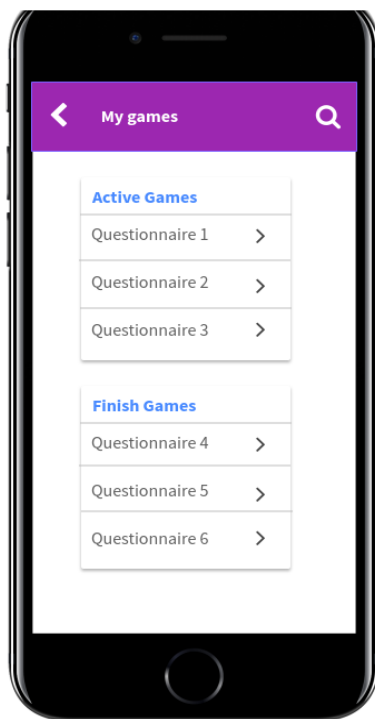 My games
Active Games
Questionnaire 1
Questionnaire 2
Questionnaire 3
Finish Games
Questionnaire 4
Questionnaire 5
Questionnaire 6